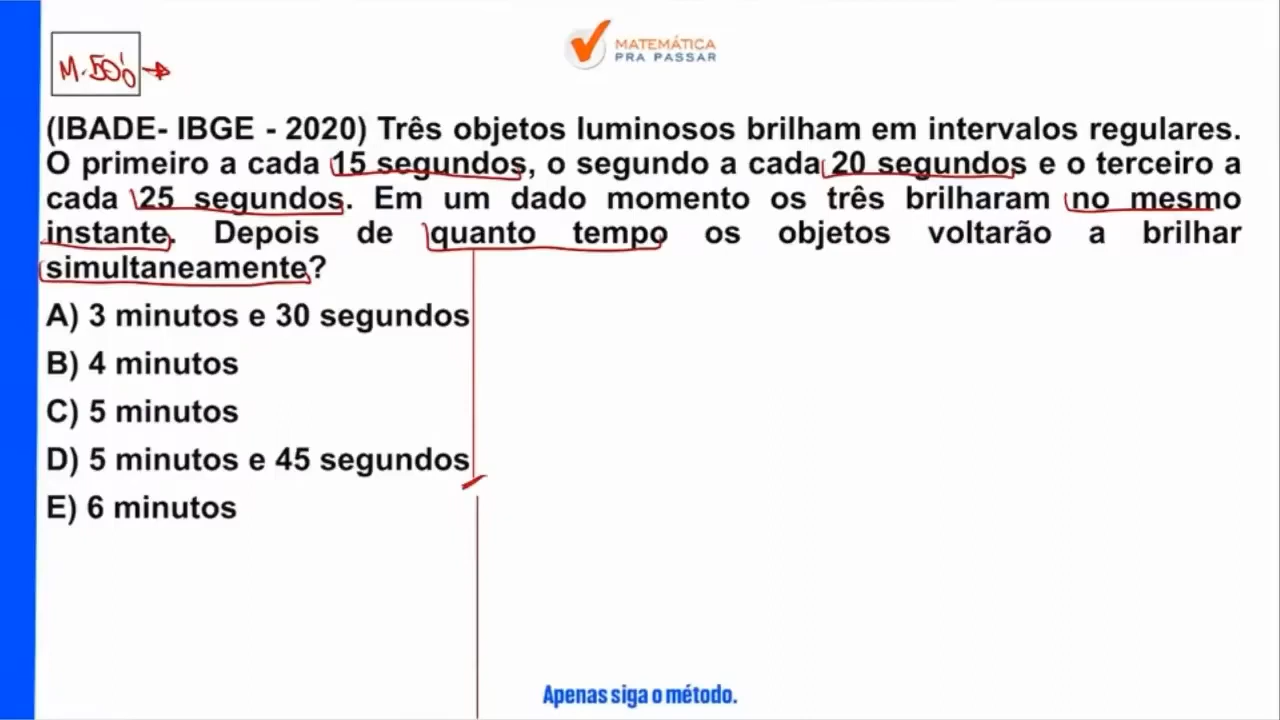 MATEMÁTICA
PRA PASSAR
(IBADE- IBGE - 2020) Três objetos luminosos brilham em intervalos regulares.
O primeiro a cada 15 segundos, o segundo a cada 20 segundos e o terceiro a
cada 25 segundos. Em um dado momento os três brilharam no mesmo
instante. Depois de quanto tempo os objetos voltarão a brilhar
simultaneamente?
A) 3 minutos e 30 segundos
B) 4 minutos
C) 5 minutos
D) 5 minutos e 45 segundos
E) 6 minutos
Apenas siga o método.